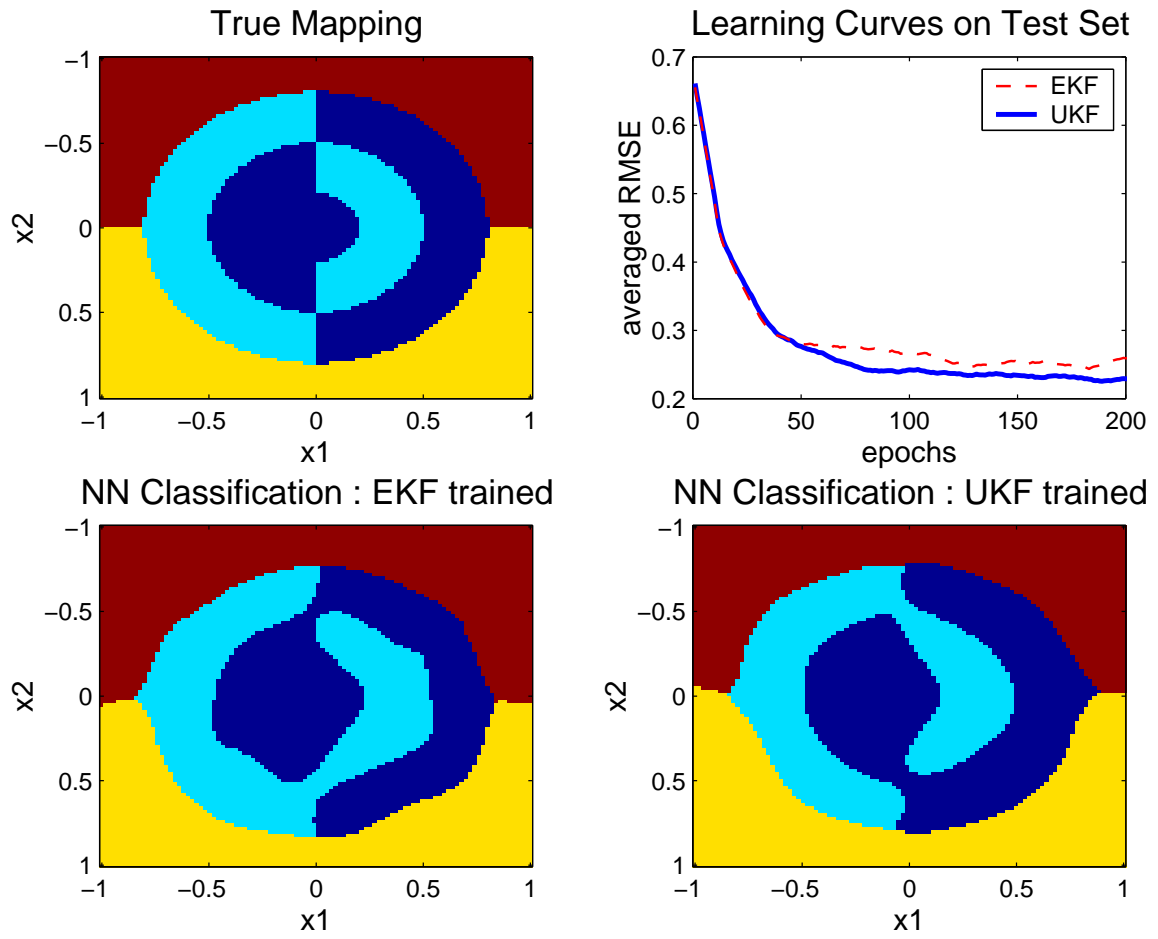 True Mapping
−1
−0.5
0
0.5
1
x2
−1 −0.5 0 0.5 1
x1
Learning Curves on Test Set
0.7
0.6
0.5
0.4
0.3
0.2
averaged RMSE
EKF
UKF
0 50 100 150 200
epochs
NN Classification : EKF trained
−1
−0.5
0
0.5
1
x2
−1 −0.5 0 0.5 1
x1
NN Classification : UKF trained
−1
−0.5
0
0.5
1
x2
−1 −0.5 0 0.5 1
x1